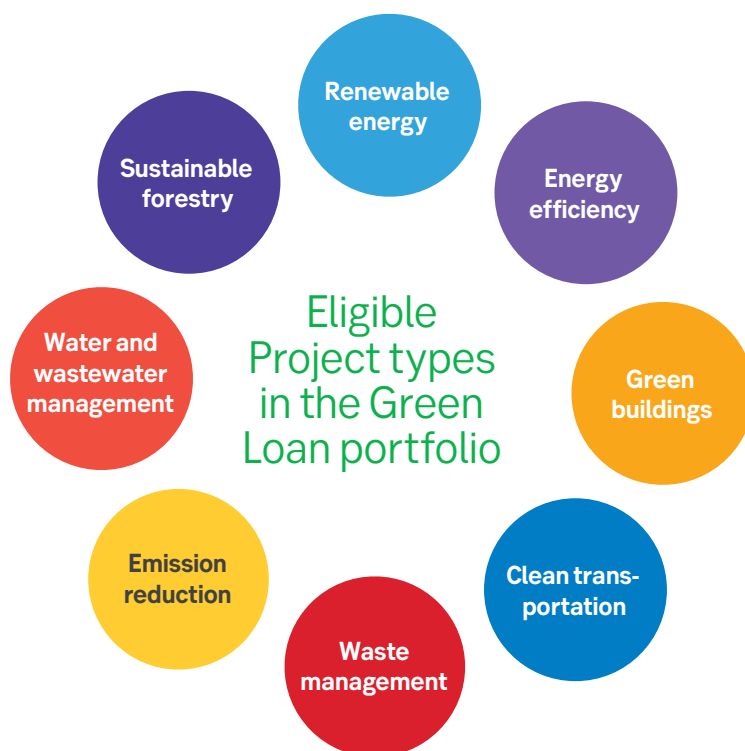 Eligible
Project types
in the Green
Loan portfolio
Renewable
energy
Energy
efficiency
Green
buildings
Clean trans-
portation
Waste
management
Emission
reduction
Water and
wastewater
management
Sustainable
forestry